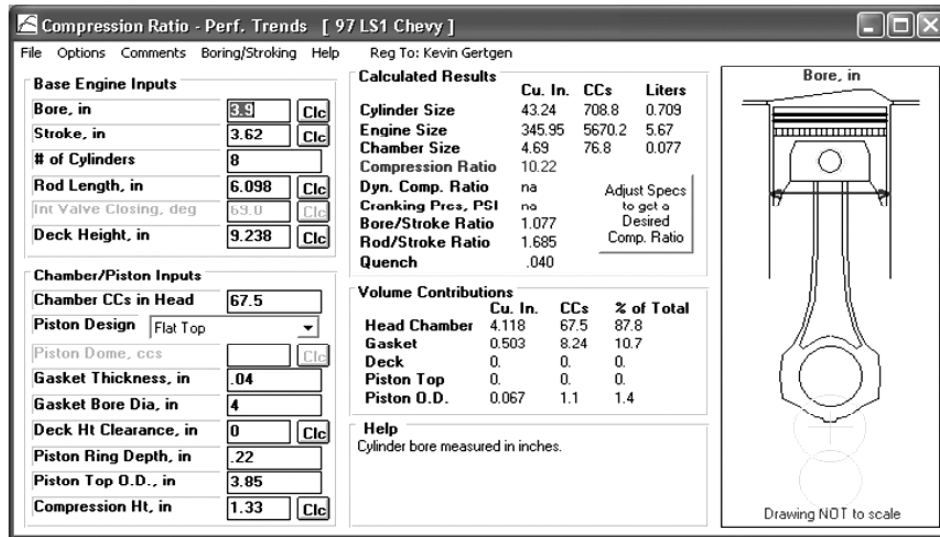 Compression Ratio - Perf. Trends [ 97 LS1 Chevy ]
File Options Comments Boring/Stroking Help Reg To: Kevin Gertgen
Base Engine Inputs
Bore, in 3.9 Clc
Stroke, in 3.62 Clc
# of Cylinders 8
Rod Length, in 6.098 Clc
Int Valve Closing, deg 69.0 Clc
Deck Height, in 9.238 Clc
Chamber/Piston Inputs
Chamber CCs in Head 67.5
Piston Design Flat Top
Piston Dome, ccs Clc
Gasket Thickness, in .04
Gasket Bore Dia, in 4
Deck Ht Clearance, in 0 Clc
Piston Ring Depth, in .22
Piston Top O.D., in 3.85
Compression Ht, in 1.33 Clc
Calculated Results
Cu. In. CCs Liters
Cylinder Size 43.24 708.8 0.709
Engine Size 345.95 5670.2 5.67
Chamber Size 4.69 76.8 0.077
Compression Ratio 10.22
Dyn. Comp. Ratio na
Cranking Prcs, PSI na
Bore/Stroke Ratio 1.077
Rod/Stroke Ratio 1.685
Quench .040
Adjust Specs
to get a
Desired
Comp. Ratio
Volume Contributions
Cu. In. CCs % of Total
Head Chamber 4.118 67.5 87.8
Gasket 0.503 8.24 10.7
Deck 0. 0. 0.
Piston Top 0. 0. 0.
Piston O.D. 0.067 1.1 1.4
Help
Cylinder bore measured in inches.
Bore, in
Drawing NOT to scale